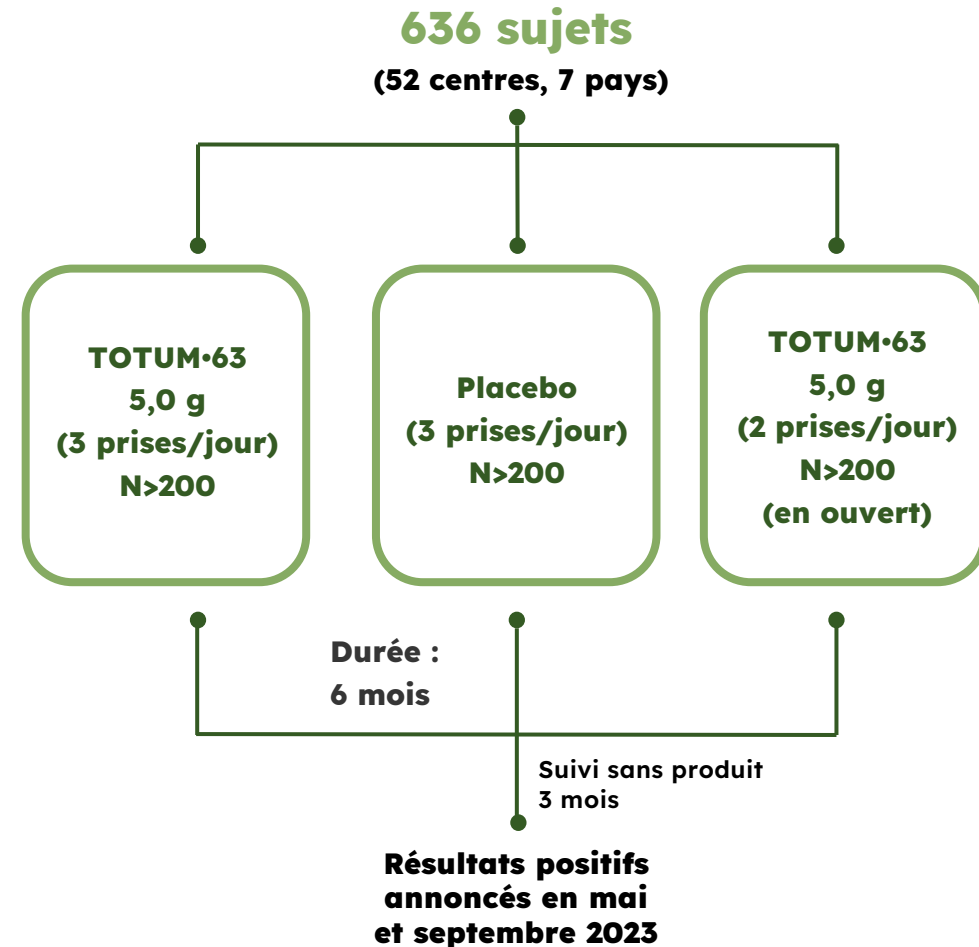 636 sujets
(52 centres, 7 pays)
TOTUM•63
5,0 g
(3 prises/jour)
N>200
Placebo
(3 prises/jour)
N>200
TOTUM•63
5,0 g
(2 prises/jour)
N>200
(en ouvert)
Durée :
6 mois
Suivi sans produit
3 mois
Résultats positifs
annoncés en mai
et septembre 2023